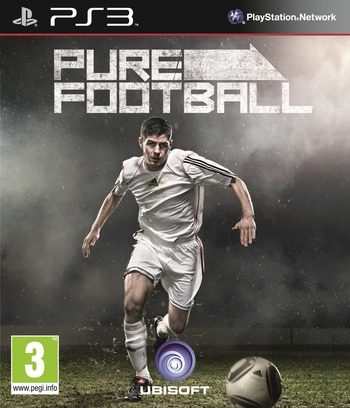 PS3
PlayStation®Network
PURE
FOOTBALL
3
www.pegi.info
UBISOFT